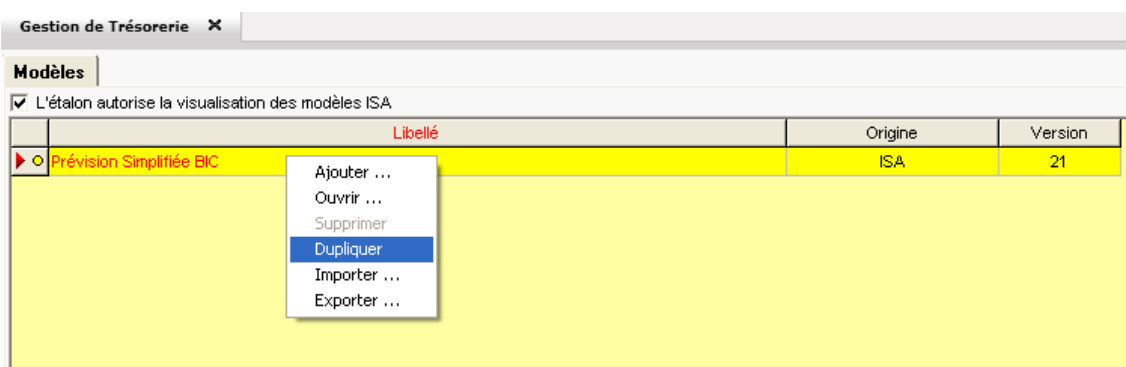 Gestion de Trésorerie X
Modèles
L'étalon autorise la visualisation des modèles ISA
Libellé Origine Version
Prévision Simplifiée BIC ISA 21
Ajouter ...
Ouvrir ...
Supprimer
Dupliquer
Importer ...
Exporter ...